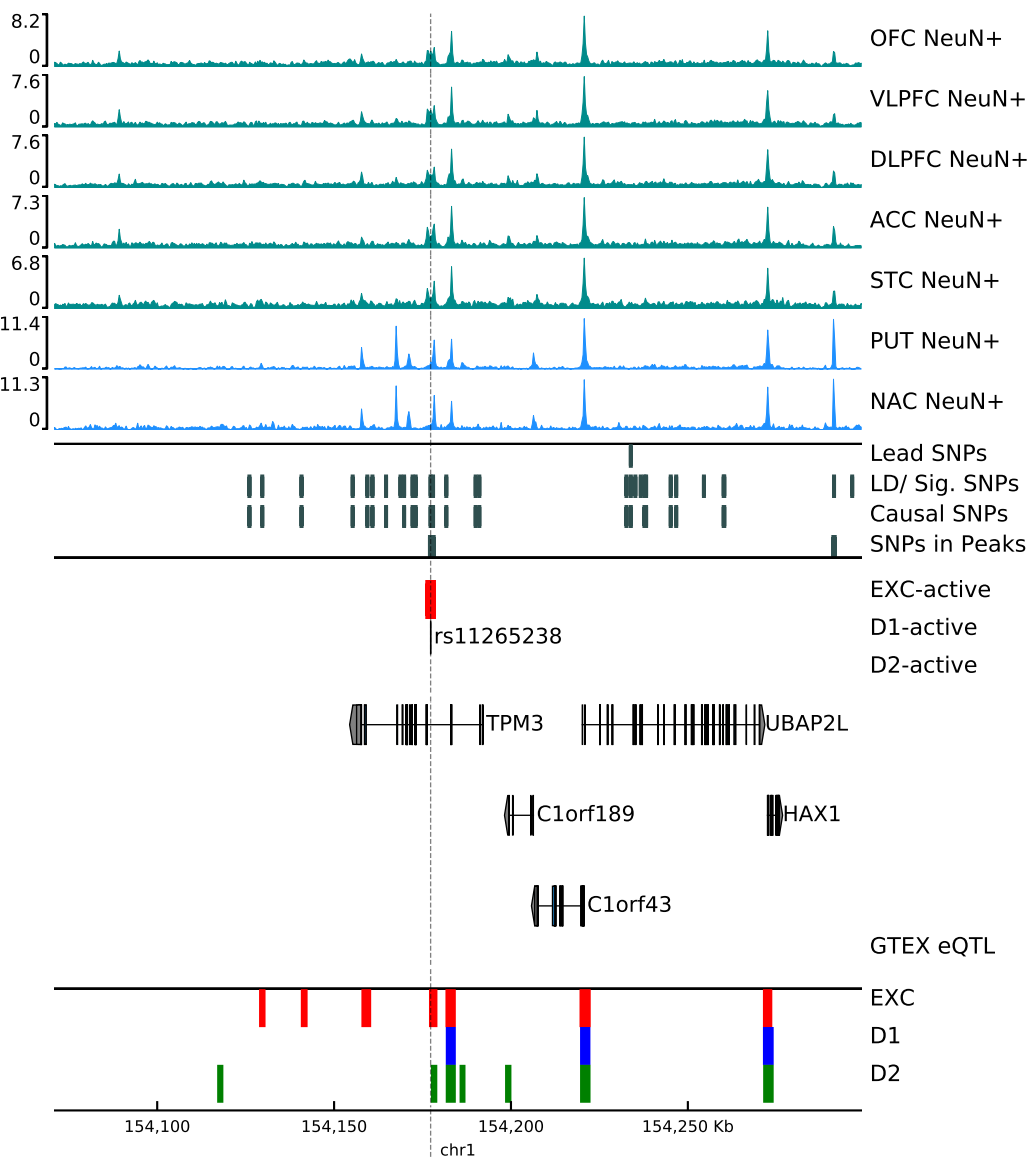 8.2
0
OFC NeuN+
7.6
0
VLPFC NeuN+
7.6
0
DLPFC NeuN+
7.3
0
ACC NeuN+
6.8
0
STC NeuN+
11.4
0
PUT NeuN+
11.3
0
NAC NeuN+
Lead SNPs
LD/ Sig. SNPs
Causal SNPs
SNPs in Peaks
EXC-active
D1-active
rs11265238
D2-active
TPM3
UBAP2L
C1orf189
HAX1
C1orf43
GTEX eQTL
EXC
D1
D2
154,100 154,150 154,200 154,250 Kb
chr1